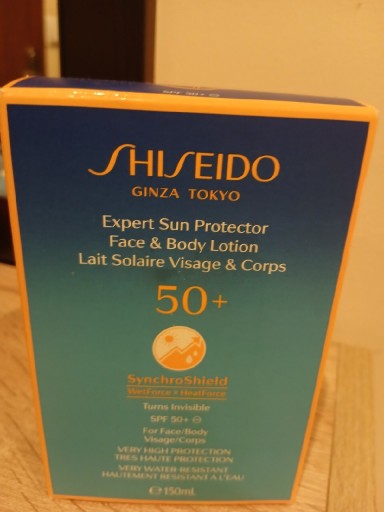 SPF 50+
SHISEIDO
GINZA TOKYO
Expert Sun Protector
Face & Body Lotion
Lait Solaire Visage & Corps
50+
SynchroShield
WetForce × HeatForce
Turns Invisible
SPF 50+
For Face/Body
Visage/Corps
VERY HIGH PROTECTION
TRES HAUTE PROTECTION
VERY WATER-RESISTANT
HAUTEMENT RESISTANT A L'EAU
℮150mL